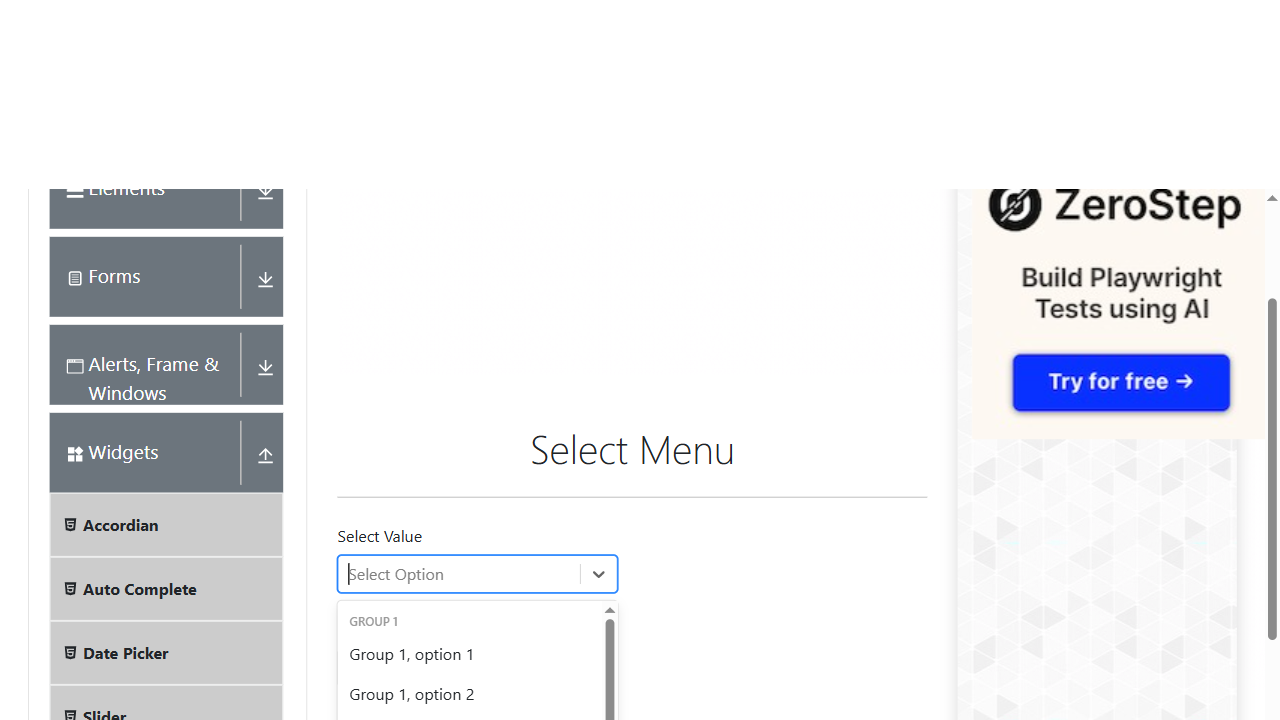 Elements
Forms
Alerts, Frame &
Windows
Widgets
Accordian
Auto Complete
Date Picker
Slider
Select Menu
Select Value
Select Option
GROUP 1
Group 1, option 1
Group 1, option 2
ZeroStep
Build Playwright
Tests using AI
Try for free →